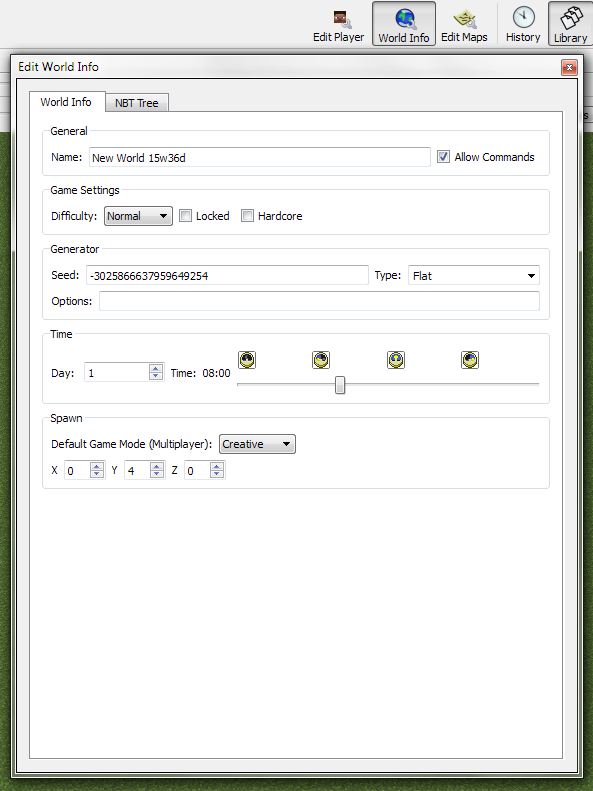 Edit Player World Info Edit Maps History Library
Edit World Info
World Info NBT Tree
General
Name: New World 15w36d Allow Commands
Game Settings
Difficulty: Normal Locked Hardcore
Generator
Seed: -3025866637959649254 Type: Flat
Options:
Time
Day: 1 Time: 08:00
Spawn
Default Game Mode (Multiplayer): Creative
X 0 Y 4 Z 0